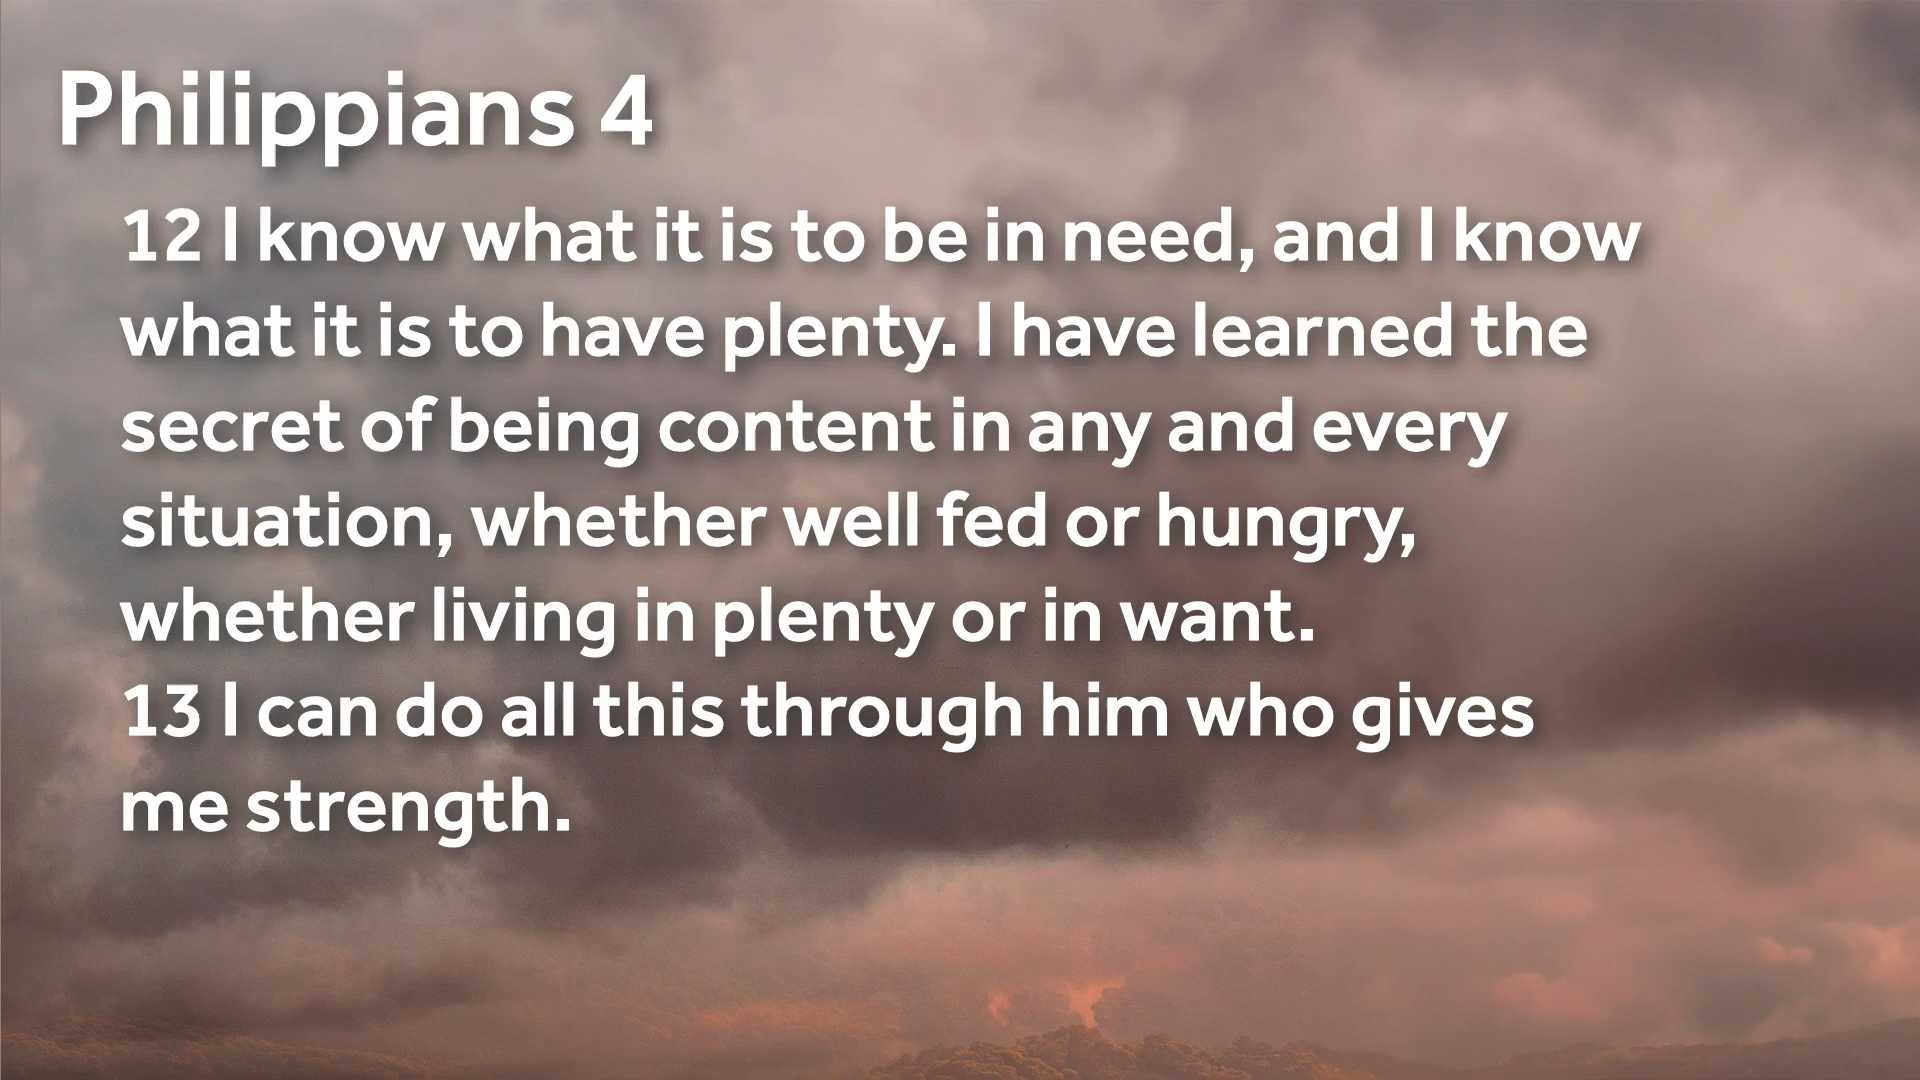 Philippians 4
12 I know what it is to be in need, and I know
what it is to have plenty. I have learned the
secret of being content in any and every
situation, whether well fed or hungry,
whether living in plenty or in want.
13 I can do all this through him who gives
me strength.